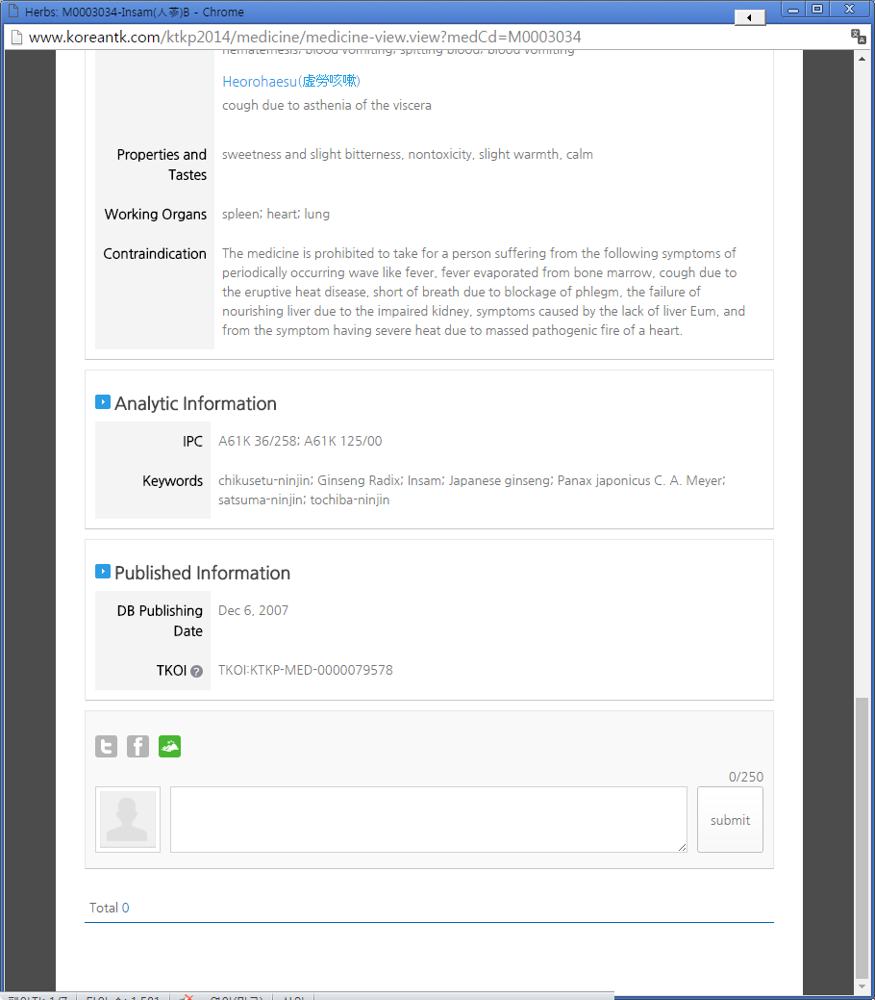 Herbs: M0003034-Insam(人蔘)B - Chrome
www.koreantk.com/ktkp2014/medicine/medicine-view.view?medCd=M0003034
hematemesis, blood vomiting, spitting blood, blood vomiting
Heorohaesu(虛勞咳嗽)
cough due to asthenia of the viscera
Properties and Tastes
sweetness and slight bitterness, nontoxicity, slight warmth, calm
Working Organs
spleen; heart; lung
Contraindication
The medicine is prohibited to take for a person suffering from the following symptoms of
periodically occurring wave like fever, fever evaporated from bone marrow, cough due to
the eruptive heat disease, short of breath due to blockage of phlegm, the failure of
nourishing liver due to the impaired kidney, symptoms caused by the lack of liver Eum, and
from the symptom having severe heat due to massed pathogenic fire of a heart.
Analytic Information
IPC
A61K 36/258; A61K 125/00
Keywords
chikusetu-ninjin; Ginseng Radix; Insam; Japanese ginseng; Panax japonicus C. A. Meyer;
satsuma-ninjin; tochiba-ninjin
Published Information
DB Publishing
Date
Dec 6, 2007
TKOI ?
TKOI:KTKP-MED-0000079578
0/250
submit
Total 0